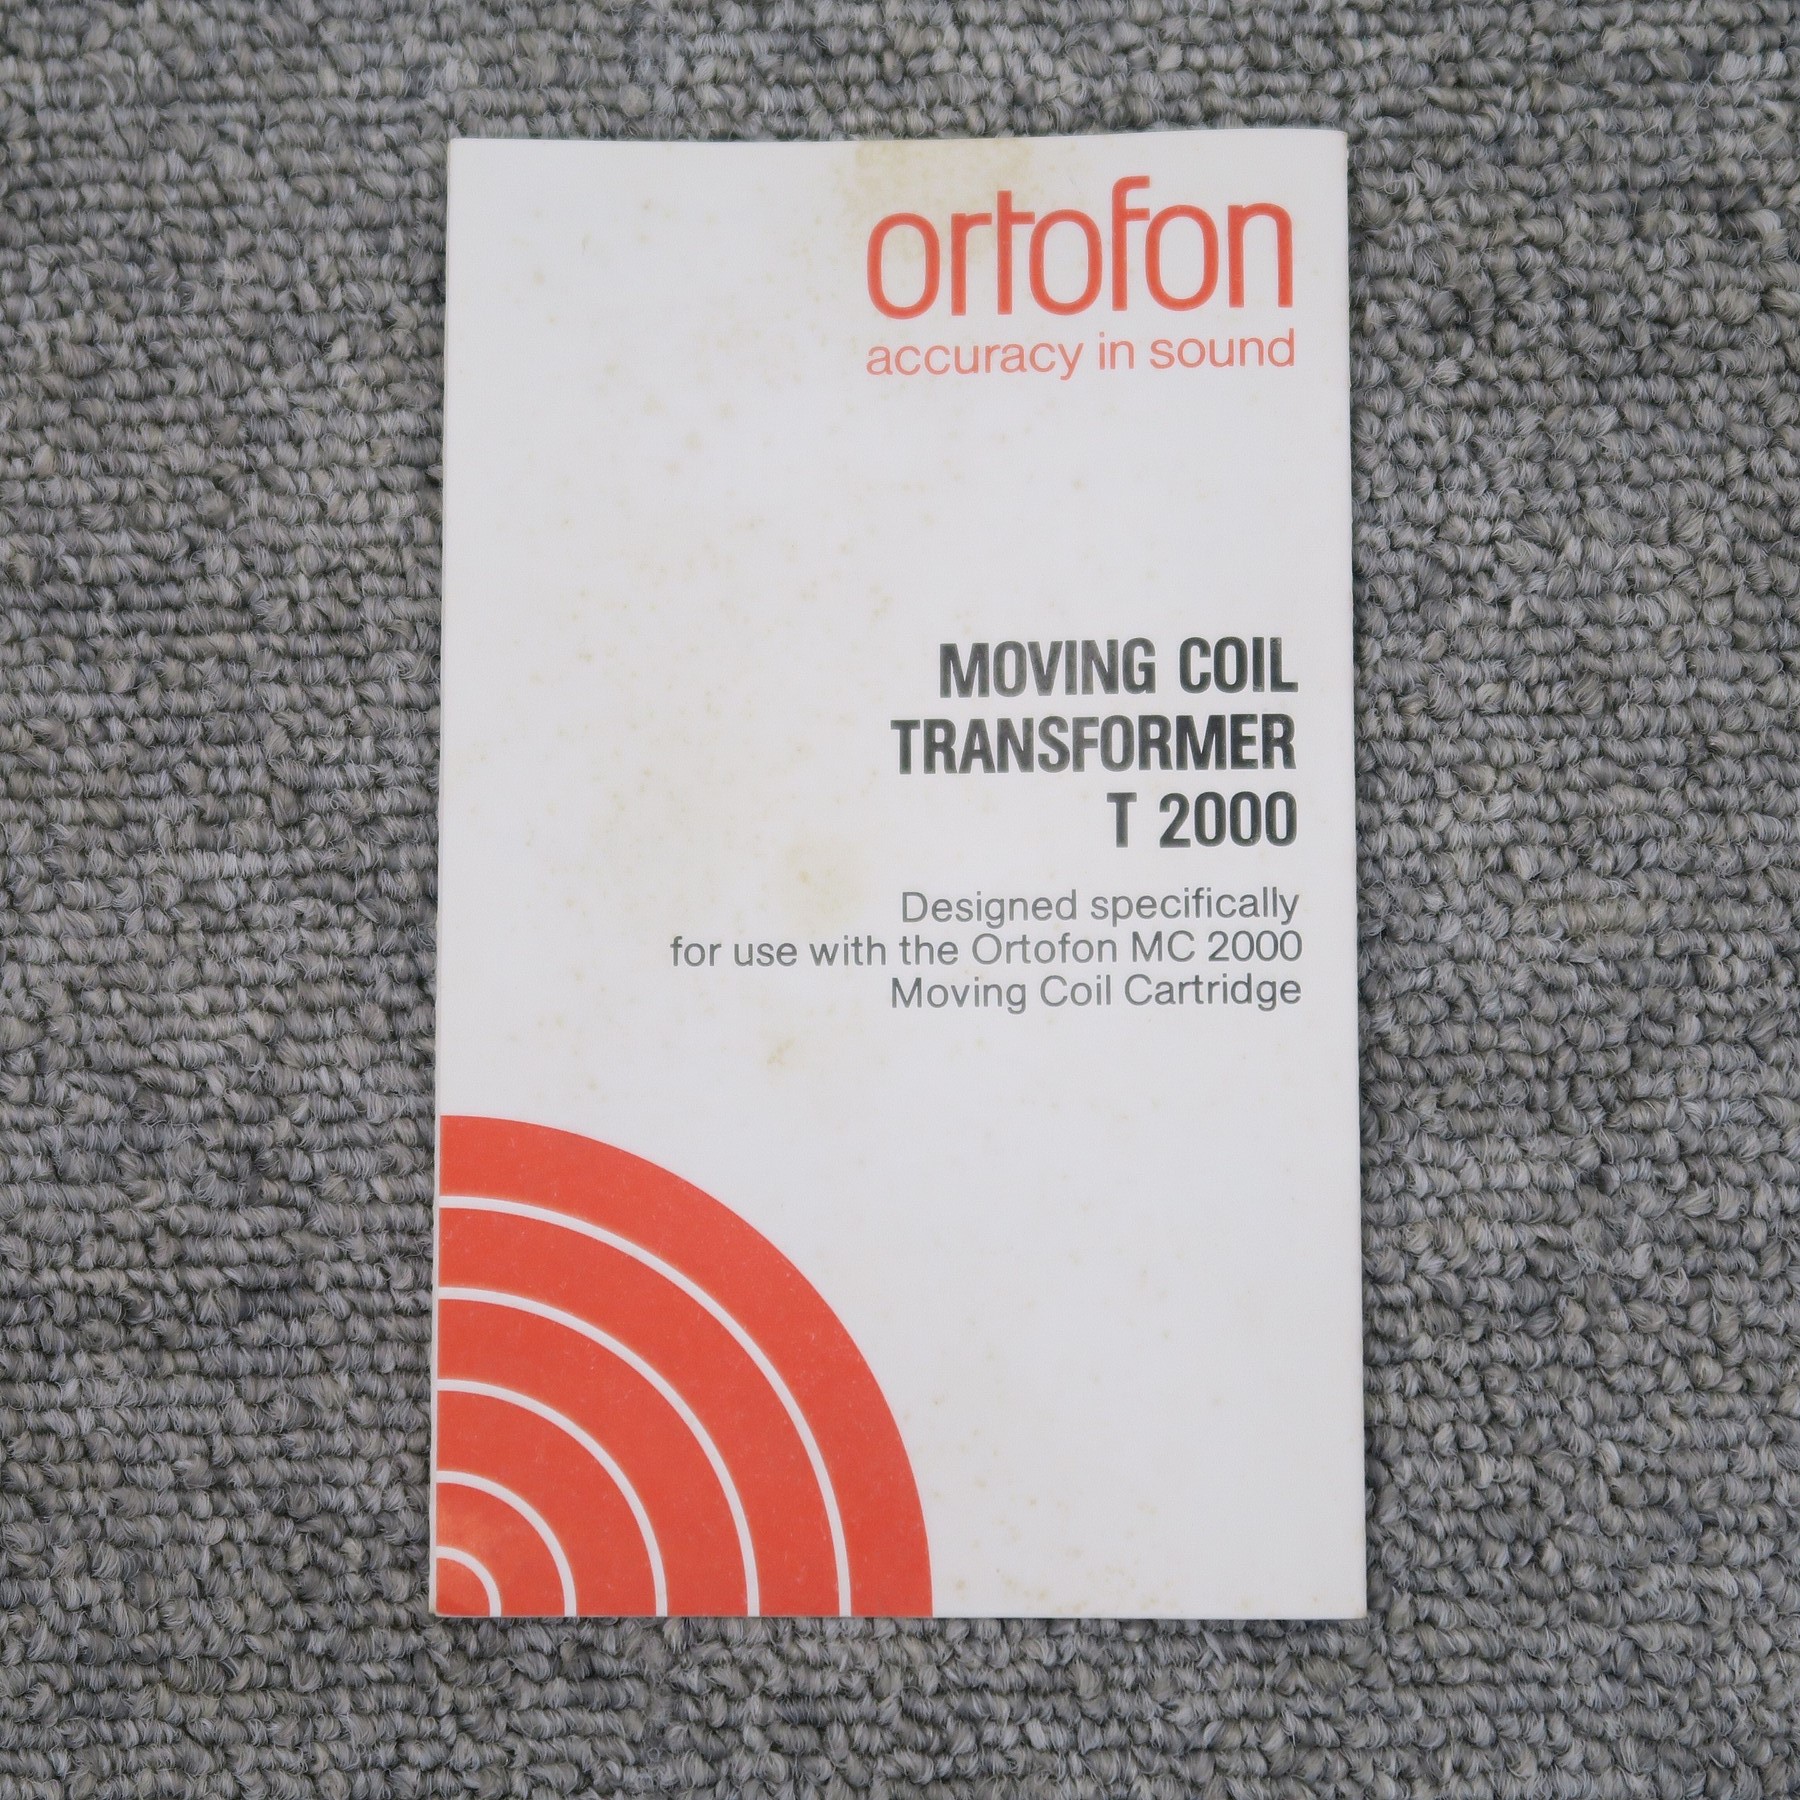 ortofon
accuracy in sound
MOVING COIL
TRANSFORMER
T 2000
Designed specifically
for use with the Ortofon MC 2000
Moving Coil Cartridge